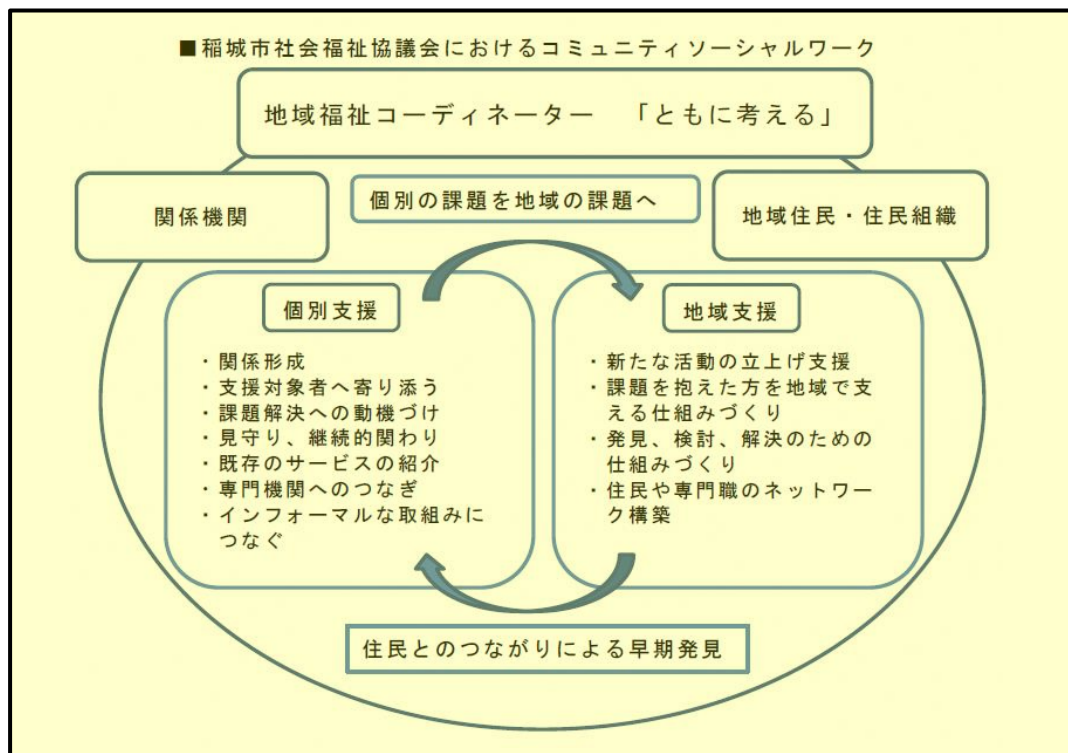 ■稲城市社会福祉協議会におけるコミュニティソーシャルワーク
地域福祉コーディネーター　「ともに考える」
関係機関
個別の課題を地域の課題へ
地域住民・住民組織
個別支援
・関係形成
・支援対象者へ寄り添う
・課題解決への動機づけ
・見守り、継続的関わり
・既存のサービスの紹介
・専門機関へのつなぎ
・インフォーマルな取組みに
つなぐ
地域支援
・新たな活動の立上げ支援
・課題を抱えた方を地域で支
える仕組みづくり
・発見、検討、解決のための
仕組みづくり
・住民や専門職のネットワー
ク構築
住民とのつながりによる早期発見